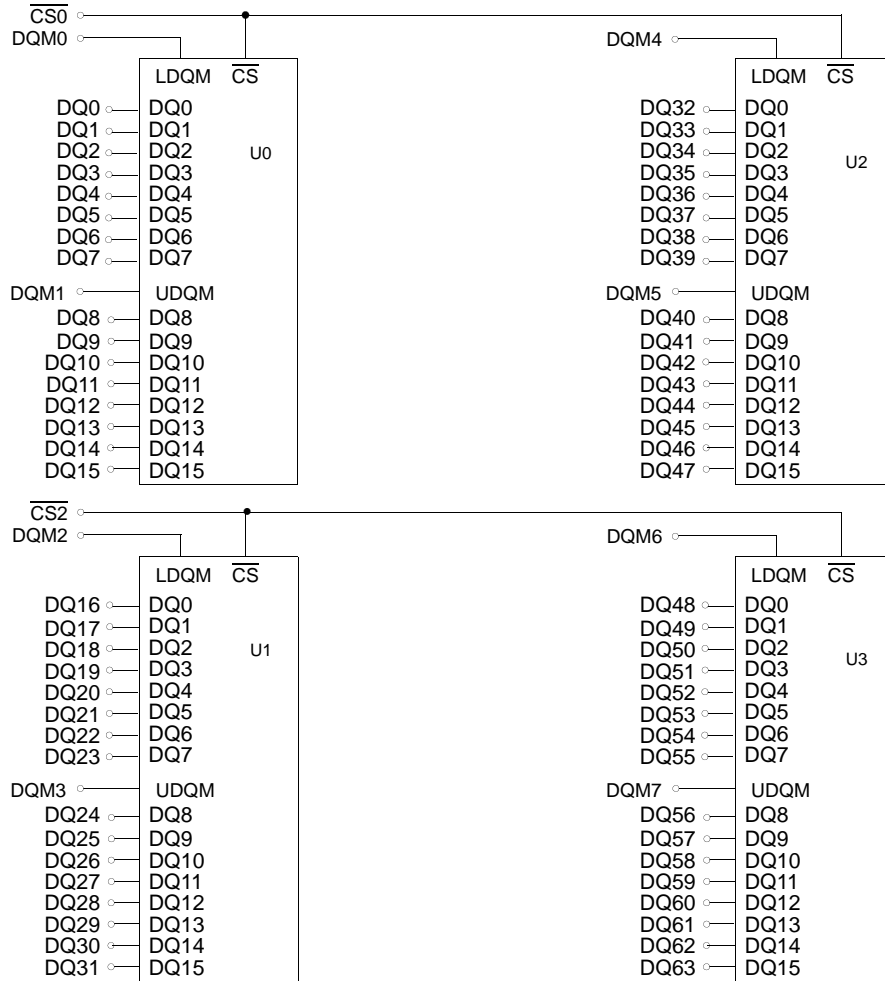 CS0
DQM0
LDQM CS
DQ0 DQ0
DQ1 DQ1
DQ2 DQ2
U0
DQ3 DQ3
DQ4 DQ4
DQ5 DQ5
DQ6 DQ6
DQ7 DQ7
DQM1 UDQM
DQ8 DQ8
DQ9 DQ9
DQ10 DQ10
DQ11 DQ11
DQ12 DQ12
DQ13 DQ13
DQ14 DQ14
DQ15 DQ15
DQM4
LDQM CS
DQ32 DQ0
DQ33 DQ1
DQ34 DQ2
U2
DQ35 DQ3
DQ36 DQ4
DQ37 DQ5
DQ38 DQ6
DQ39 DQ7
DQM5 UDQM
DQ40 DQ8
DQ41 DQ9
DQ42 DQ10
DQ43 DQ11
DQ44 DQ12
DQ45 DQ13
DQ46 DQ14
DQ47 DQ15
CS2
DQM2
LDQM CS
DQ16 DQ0
DQ17 DQ1
DQ18 DQ2
U1
DQ19 DQ3
DQ20 DQ4
DQ21 DQ5
DQ22 DQ6
DQ23 DQ7
DQM3 UDQM
DQ24 DQ8
DQ25 DQ9
DQ26 DQ10
DQ27 DQ11
DQ28 DQ12
DQ29 DQ13
DQ30 DQ14
DQ31 DQ15
DQM6
LDQM CS
DQ48 DQ0
DQ49 DQ1
DQ50 DQ2
U3
DQ51 DQ3
DQ52 DQ4
DQ53 DQ5
DQ54 DQ6
DQ55 DQ7
DQM7 UDQM
DQ56 DQ8
DQ57 DQ9
DQ58 DQ10
DQ59 DQ11
DQ60 DQ12
DQ61 DQ13
DQ62 DQ14
DQ63 DQ15